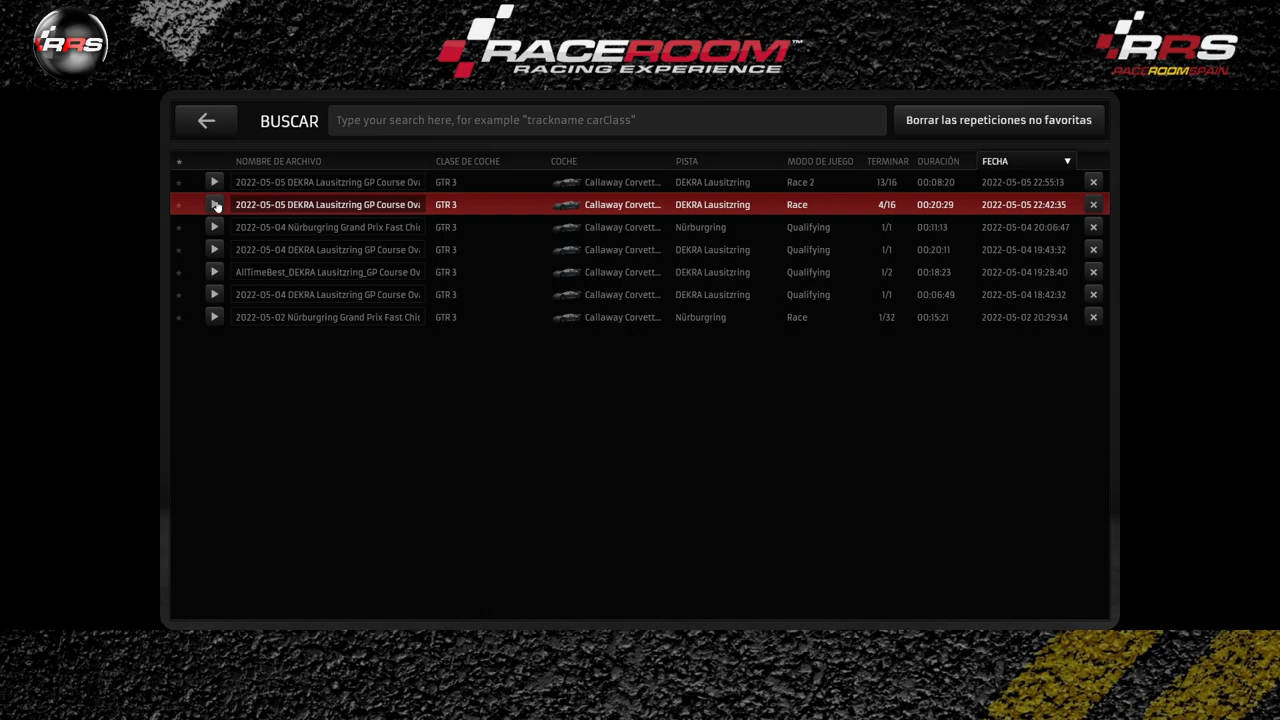 RRS
RACEROOM™
RACING EXPERIENCE
RRS
RACEROOMSPAIN
BUSCAR
Type your search here, for example "trackname carClass"
Borrar las repeticiones no favoritas
NOMBRE DE ARCHIVO CLASE DE COCHE COCHE PISTA MODO DE JUEGO TERMINAR DURACIÓN FECHA
2022-05-05 DEKRA Lausitzring GP Course Ov GTR 3 Callaway Corvett... DEKRA Lausitzring Race 2 13/16 00:08:20 2022-05-05 22:55:13
2022-05-05 DEKRA Lausitzring GP Course Ov GTR 3 Callaway Corvett... DEKRA Lausitzring Race 4/16 00:20:29 2022-05-05 22:42:35
2022-05-04 Nürburgring Grand Prix Fast Chi GTR 3 Callaway Corvett... Nürburgring Qualifying 1/1 00:11:13 2022-05-04 20:06:47
2022-05-04 DEKRA Lausitzring GP Course Ov GTR 3 Callaway Corvett... DEKRA Lausitzring Qualifying 1/1 00:20:11 2022-05-04 19:43:32
AllTimeBest_DEKRA Lausitzring_GP Course Ov GTR 3 Callaway Corvett... DEKRA Lausitzring Qualifying 1/2 00:18:23 2022-05-04 19:28:40
2022-05-04 DEKRA Lausitzring GP Course Ov GTR 3 Callaway Corvett... DEKRA Lausitzring Qualifying 1/1 00:06:49 2022-05-04 18:42:32
2022-05-02 Nürburgring Grand Prix Fast Chi GTR 3 Callaway Corvett... Nürburgring Race 1/32 00:15:21 2022-05-02 20:29:34